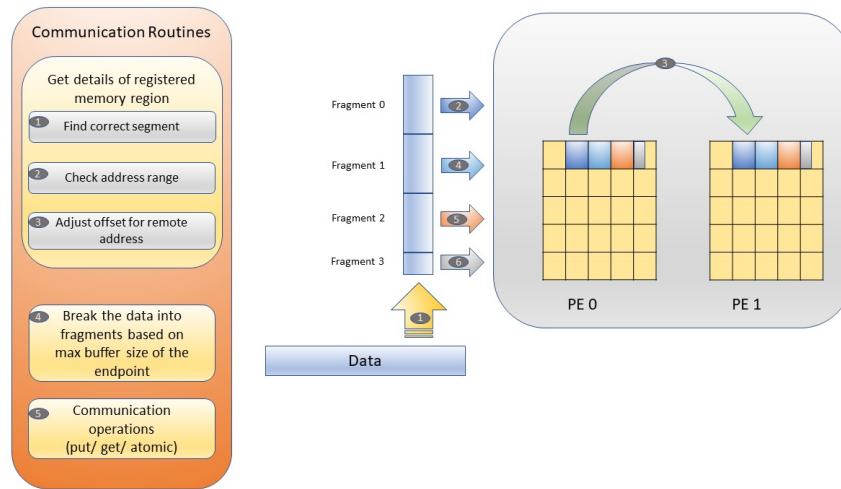 Communication Routines
Get details of registered
memory region
1
Find correct segment
2
Check address range
3
Adjust offset for remote
address
4
Break the data into
fragments based on
max buffer size of the
endpoint
5
Communication
operations
(put/ get/ atomic)
Fragment 0
2
Fragment 1
4
Fragment 2
5
Fragment 3
6
1
Data
3
PE 0
PE 1